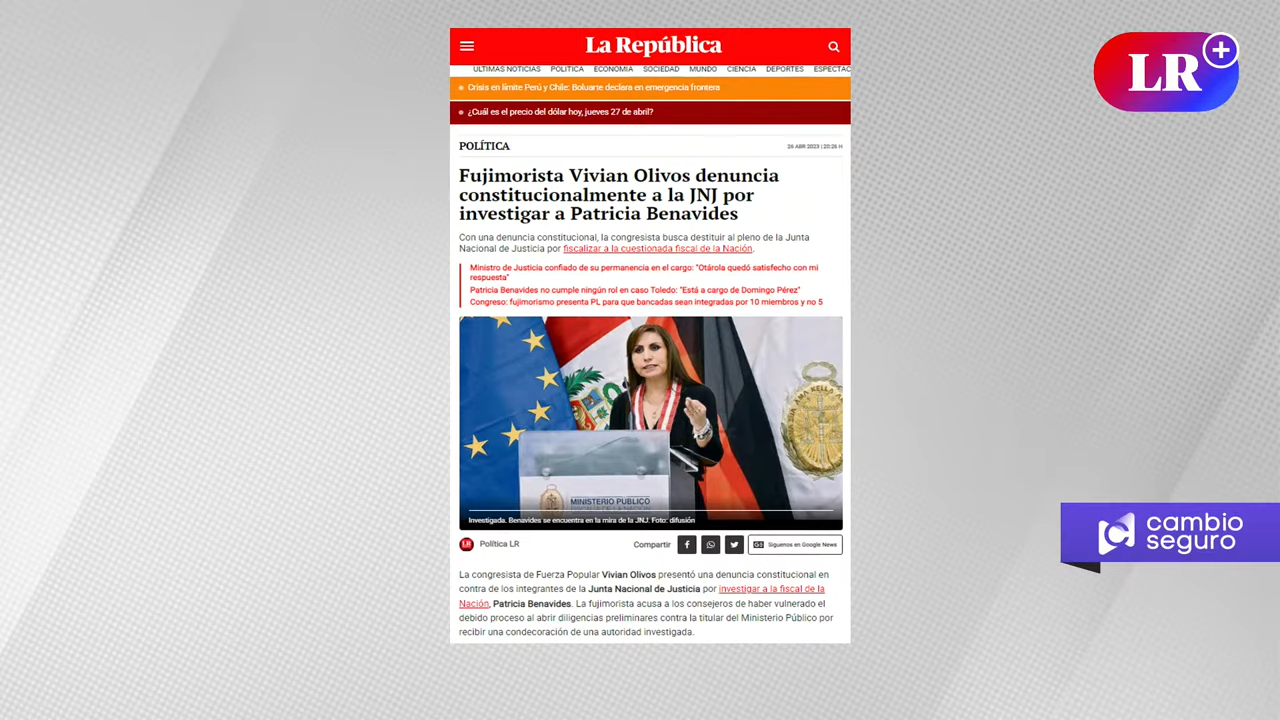 La República
LR+
ÚLTIMAS NOTICIAS POLÍTICA ECONOMÍA SOCIEDAD MUNDO CIENCIA DEPORTES ESPECTÁC
Crisis en límite Perú y Chile: Boluarte declara en emergencia frontera
¿Cuál es el precio del dólar hoy, jueves 27 de abril?
POLÍTICA
26 ABR 2023 | 20:26 H
Fujimorista Vivian Olivos denuncia
constitucionalmente a la JNJ por
investigar a Patricia Benavides
Con una denuncia constitucional, la congresista busca destituir al pleno de la Junta
Nacional de Justicia por fiscalizar a la cuestionada fiscal de la Nación.
Ministro de Justicia confiado de su permanencia en el cargo: "Otárola quedó satisfecho con mi
respuesta"
Patricia Benavides no cumple ningún rol en caso Toledo: "Está a cargo de Domingo Pérez"
Congreso: fujimorismo presenta PL para que bancadas sean integradas por 10 miembros y no 5
MINISTERIO PÚBLICO
Investigada. Benavides se encuentra en la mira de la JNJ. Foto: difusión
LR Política LR
Compartir
Síguenos en Google News
cambio
seguro
La congresista de Fuerza Popular Vivian Olivos presentó una denuncia constitucional en
contra de los integrantes de la Junta Nacional de Justicia por investigar a la fiscal de la
Nación, Patricia Benavides. La fujimorista acusa a los consejeros de haber vulnerado el
debido proceso al abrir diligencias preliminares contra la titular del Ministerio Público por
recibir una condecoración de una autoridad investigada.